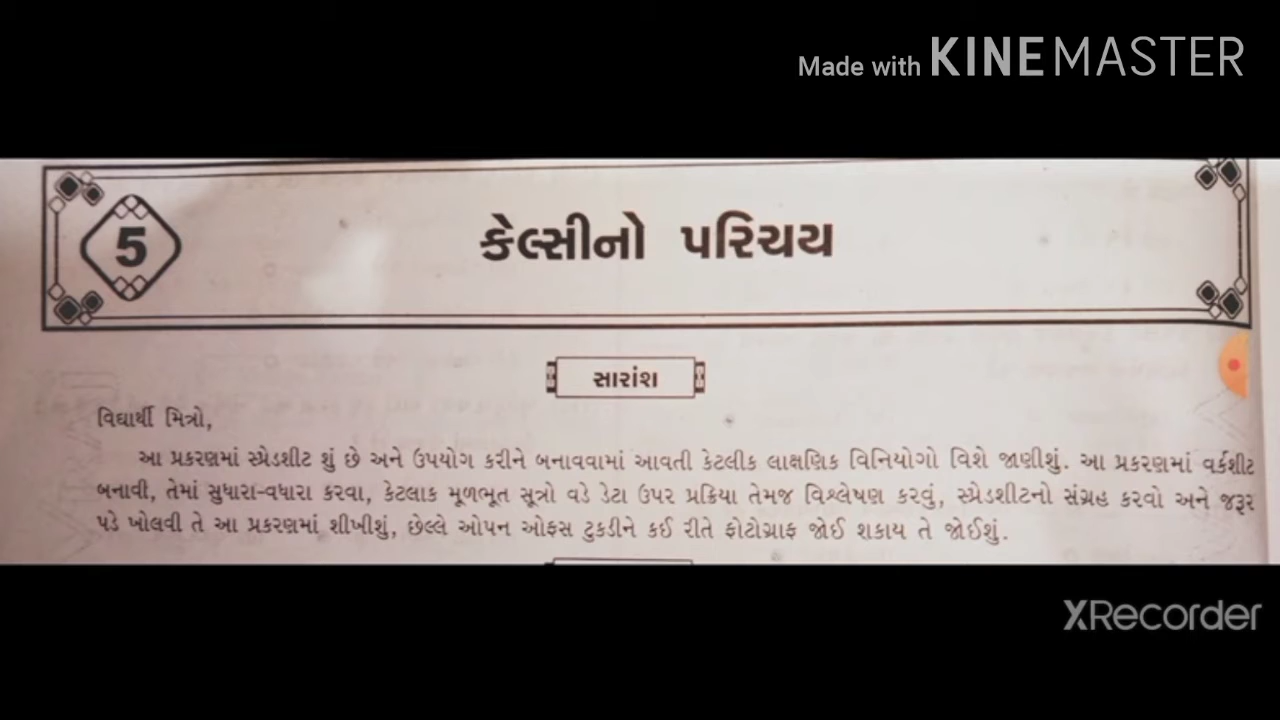 Made with KINEMASTER
5
કેલ્સીનો પરિચય
સારાંશ
વિદ્યાર્થી મિત્રો,
આ પ્રકરણમાં સ્પ્રેડશીટ શું છે અને ઉપયોગ કરીને બનાવવામાં આવતી કેટલીક લાક્ષણિક વિનિયોગો વિશે જાણીશું. આ પ્રકરણમાં વર્કશીટ
બનાવી, તેમાં સુધારા-વધારા કરવા, કેટલાક મૂળભૂત સૂત્રો વડે ડેટા ઉપર પ્રક્રિયા તેમજ વિશ્લેષણ કરવું, સ્પ્રેડશીટનો સંગ્રહ કરવો અને જરૂર
પડે ખોલવી તે આ પ્રકરણમાં શીખીશું, છેલ્લે ઓપન ઓફસ ટુકડીને કઈ રીતે ફોટોગ્રાફ જોઈ શકાય તે જોઈશું.
XRecorder